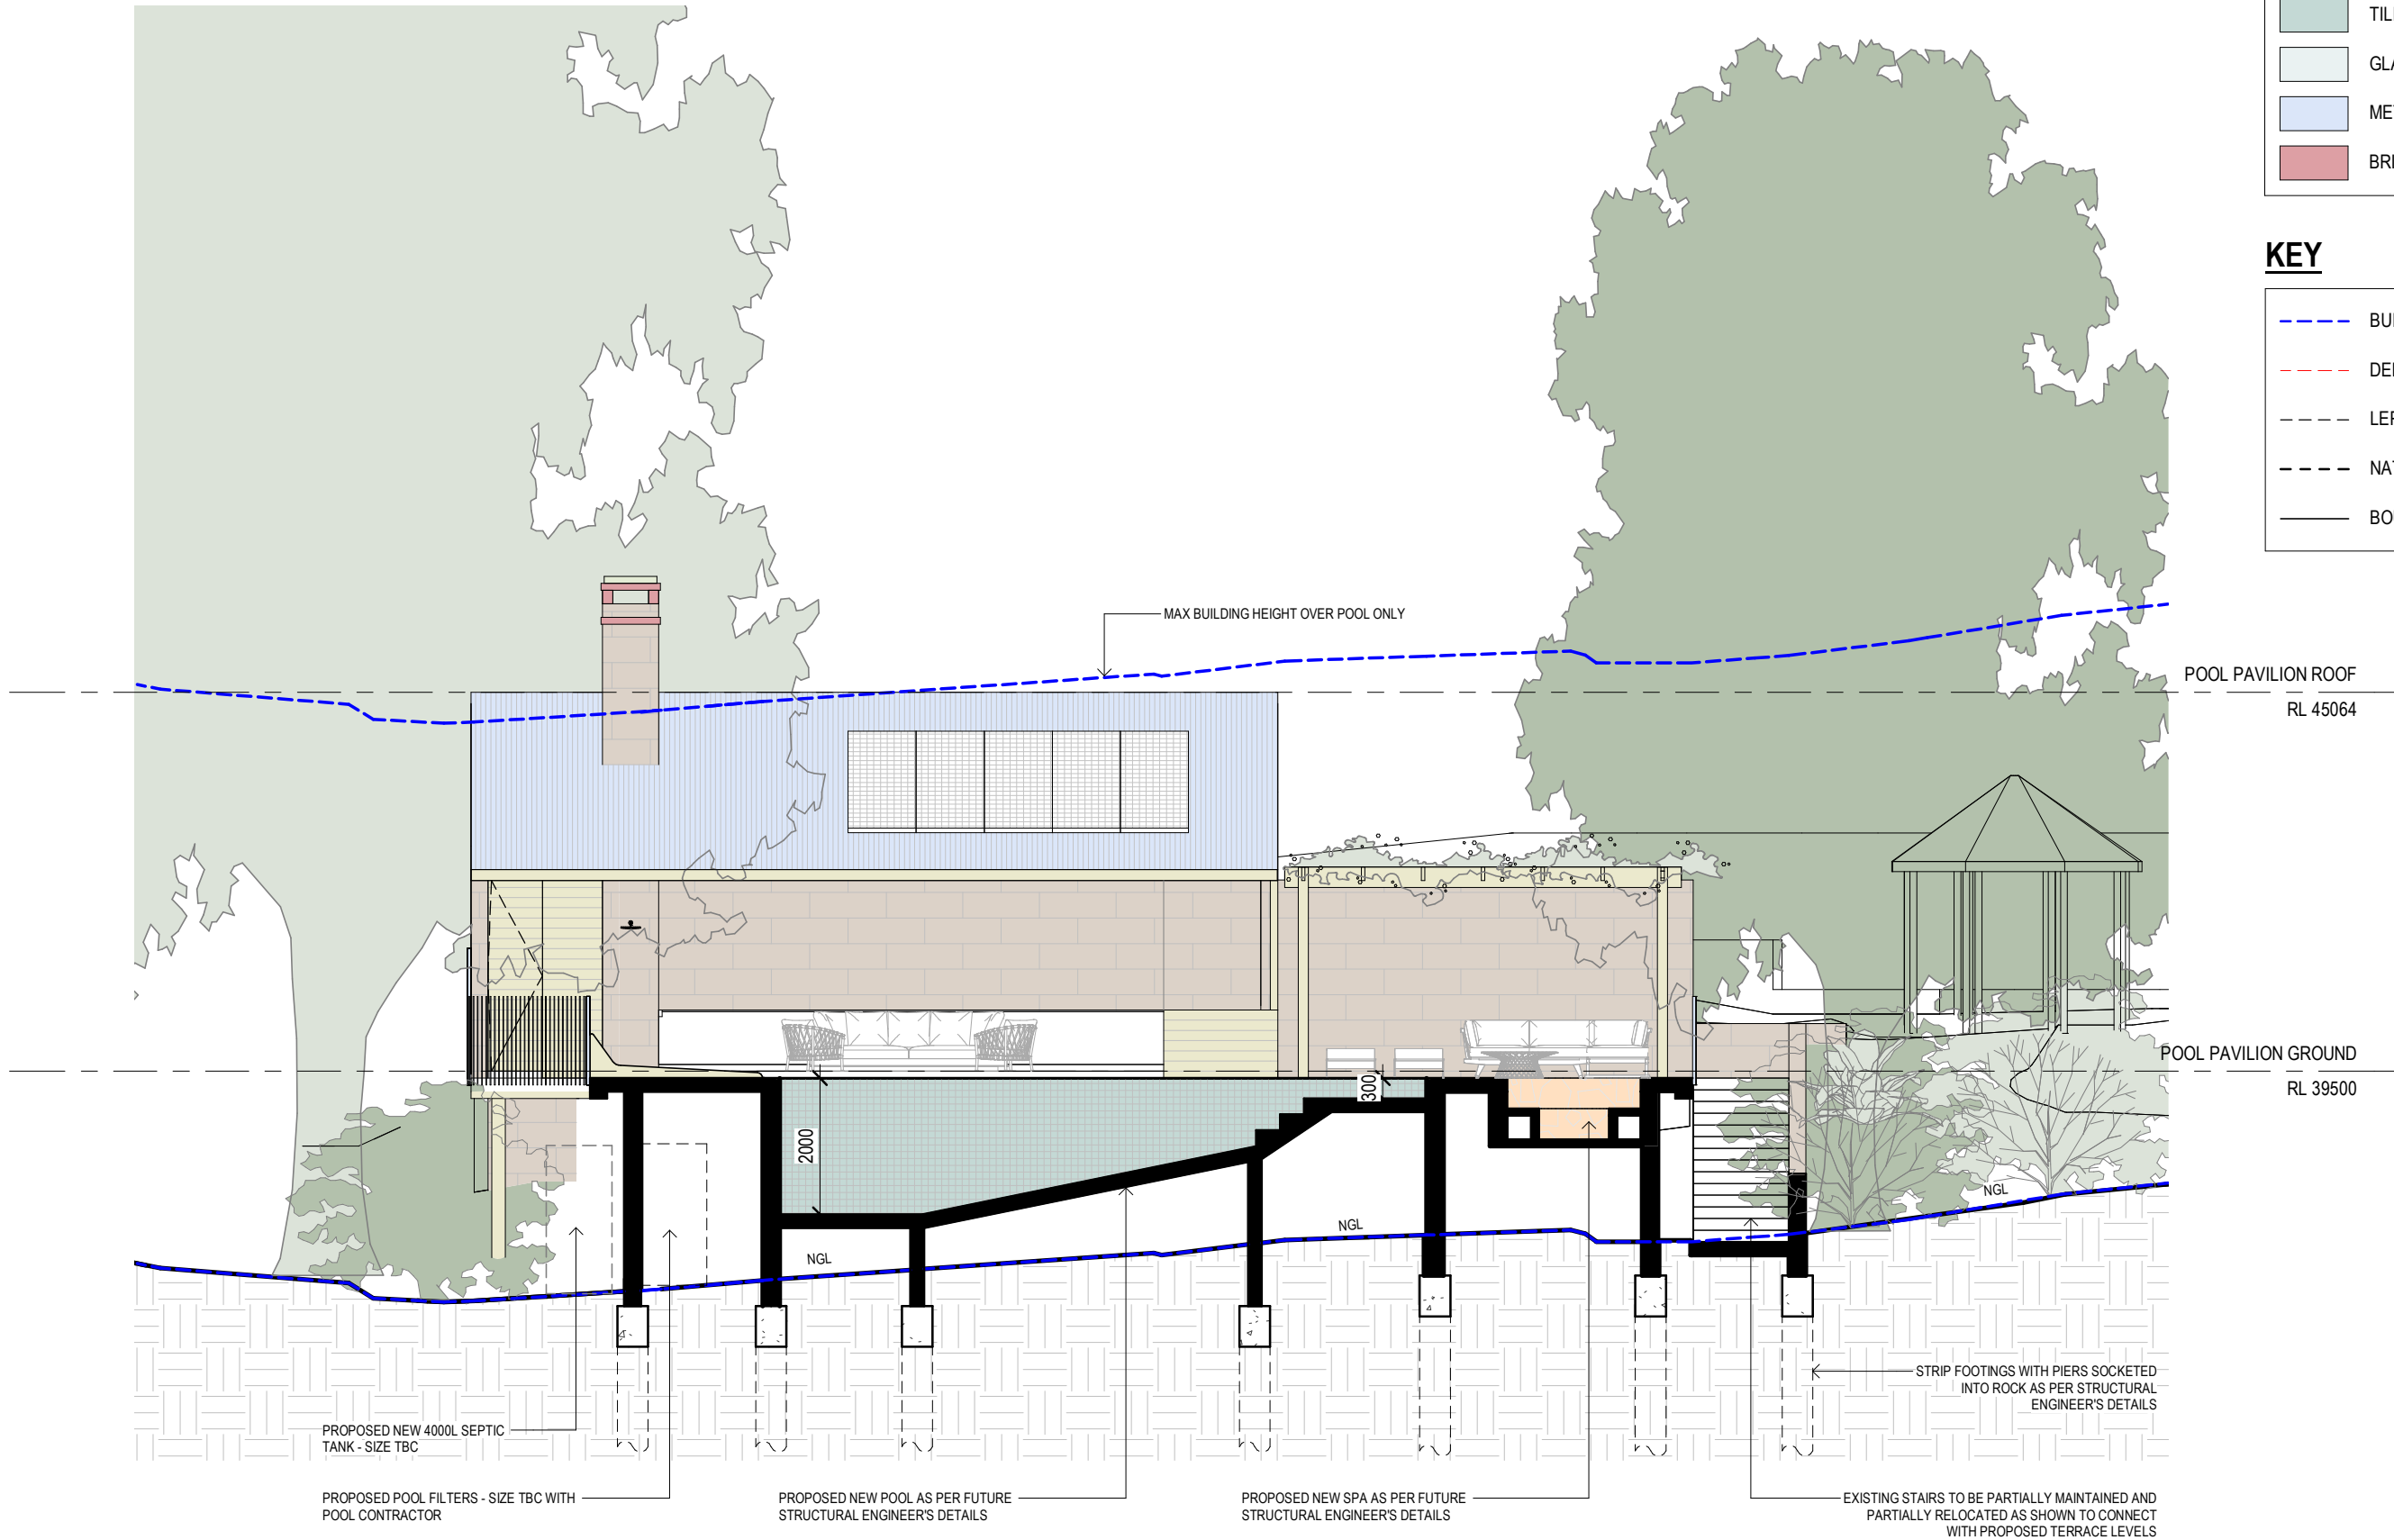 TIL
GLA
ME
BRI
KEY
BUI
DE
LEP
NAT
BO
MAX BUILDING HEIGHT OVER POOL ONLY
POOL PAVILION ROOF
RL 45064
POOL PAVILION GROUND
RL 39500
300
2000
NGL
NGL
NGL
STRIP FOOTINGS WITH PIERS SOCKETED
INTO ROCK AS PER STRUCTURAL
ENGINEER'S DETAILS
PROPOSED NEW 4000L SEPTIC
TANK - SIZE TBC
PROPOSED POOL FILTERS - SIZE TBC WITH
POOL CONTRACTOR
PROPOSED NEW POOL AS PER FUTURE
STRUCTURAL ENGINEER'S DETAILS
PROPOSED NEW SPA AS PER FUTURE
STRUCTURAL ENGINEER'S DETAILS
EXISTING STAIRS TO BE PARTIALLY MAINTAINED AND
PARTIALLY RELOCATED AS SHOWN TO CONNECT
WITH PROPOSED TERRACE LEVELS